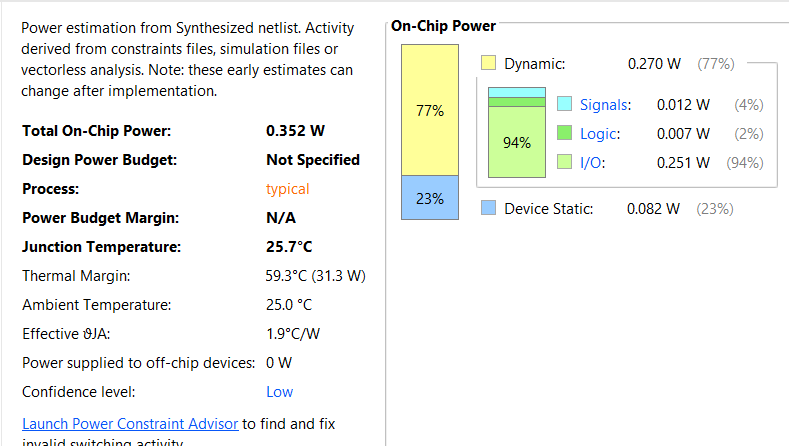 Power estimation from Synthesized netlist. Activity
derived from constraints files, simulation files or
vectorless analysis. Note: these early estimates can
change after implementation.
Total On-Chip Power: 0.352 W
Design Power Budget: Not Specified
Process: typical
Power Budget Margin: N/A
Junction Temperature: 25.7°C
Thermal Margin: 59.3°C (31.3 W)
Ambient Temperature: 25.0 °C
Effective ϑJA: 1.9°C/W
Power supplied to off-chip devices: 0 W
Confidence level: Low
Launch Power Constraint Advisor to find and fix
invalid switching activity
On-Chip Power
77%
23%
Dynamic: 0.270 W (77%)
94%
Signals: 0.012 W (4%)
Logic: 0.007 W (2%)
I/O: 0.251 W (94%)
Device Static: 0.082 W (23%)